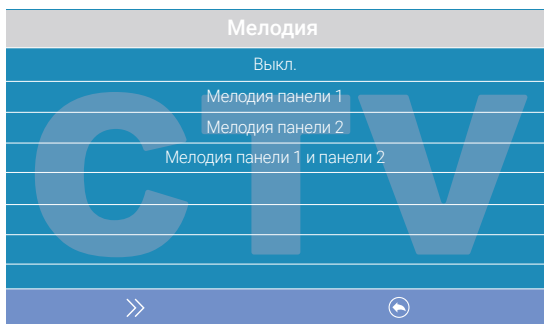 Мелодия
Выкл.
Мелодия панели 1
Мелодия панели 2
Мелодия панели 1 и панели 2
CTV